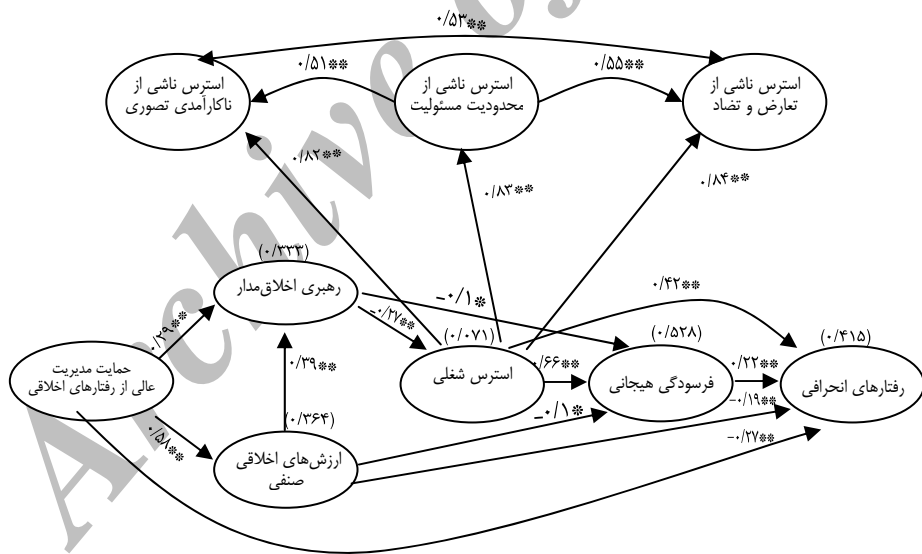 ۰/۵۳**
۰/۵۱**
۰/۵۵**
استرس ناشی از
ناکارآمدی تصوری
استرس ناشی از
محدودیت مسئولیت
استرس ناشی از
تعارض و تضاد
۰/۸۲**
۰/۸۳**
۰/۸۴**
(۰/۳۳۳)
رهبری اخلاق‌مدار
-۰/۱*
-۰/۲۷**
۰/۴۲**
۰/۲۹**
۰/۳۹**
(۰/۰۷۱)
استرس شغلی
۰/۶۶**
(۰/۵۲۸)
فرسودگی هیجانی
۰/۲۲**
(۰/۴۱۵)
رفتارهای انحرافی
حمایت مدیریت
عالی از رفتارهای اخلاقی
۰/۵۸**
(۰/۳۶۴)
ارزش‌های اخلاقی
صنفی
-۰/۱*
-۰/۱۹**
-۰/۲۷**
Archive of